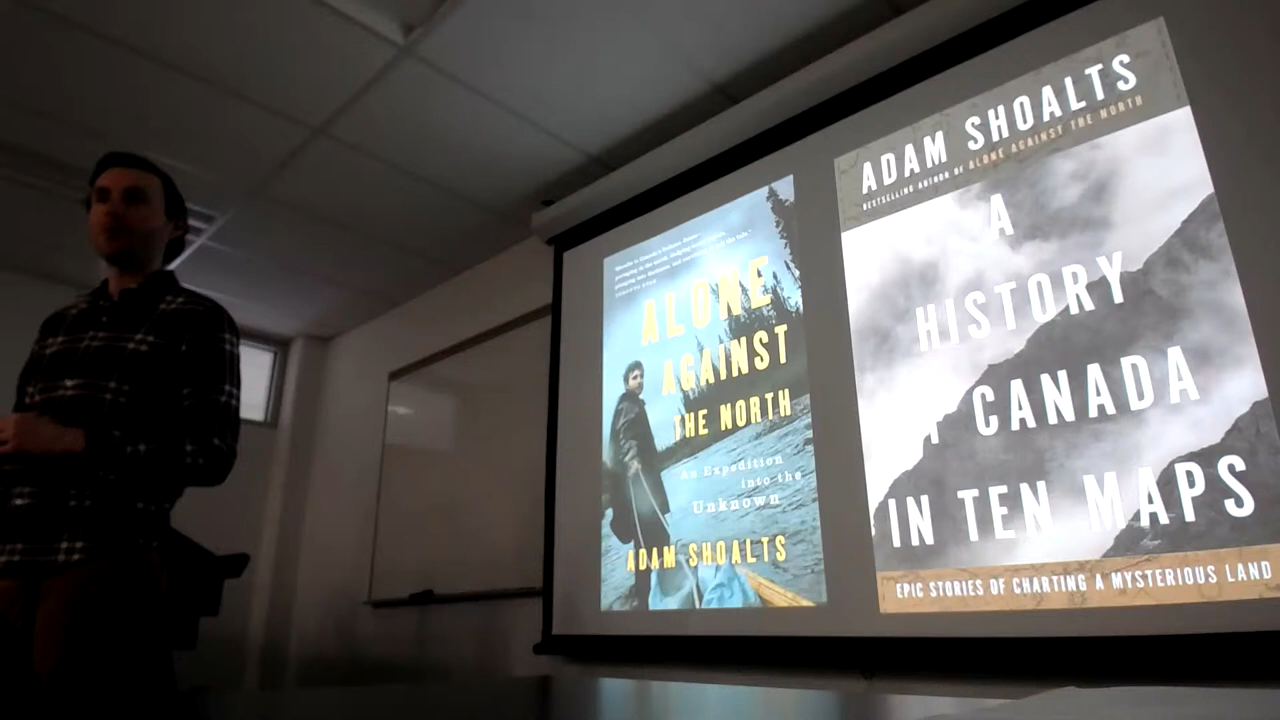 ALONE
AGAINST
THE NORTH
An Expedition
into the
Unknown
ADAM SHOALTS
ADAM SHOALTS
BESTSELLING AUTHOR OF ALONE AGAINST THE NORTH
A
HISTORY
CANADA
IN TEN MAPS
EPIC STORIES OF CHARTING A MYSTERIOUS LAND